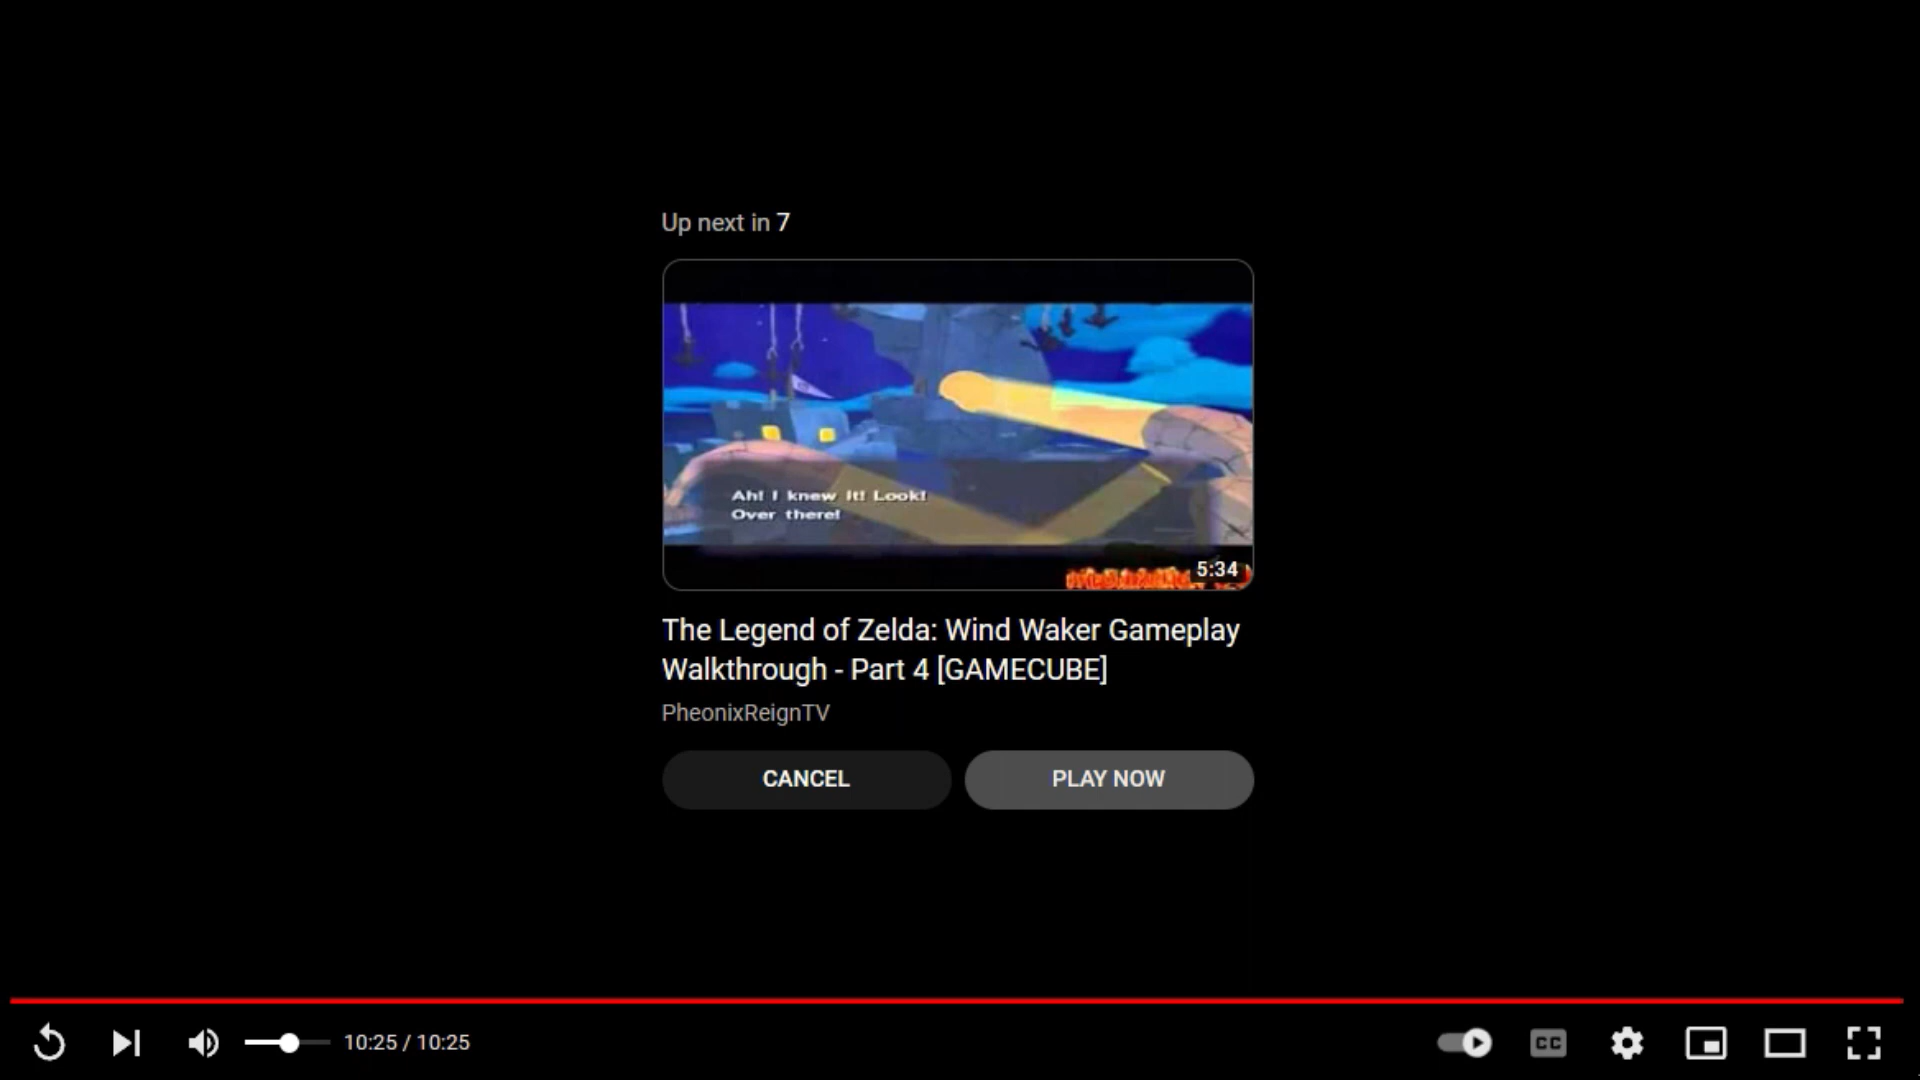 Up next in 7
Ah! I knew it! Look!
Over there!
5:34
The Legend of Zelda: Wind Waker Gameplay
Walkthrough - Part 4 [GAMECUBE]
PheonixReignTV
CANCEL
PLAY NOW
10:25 / 10:25
CC